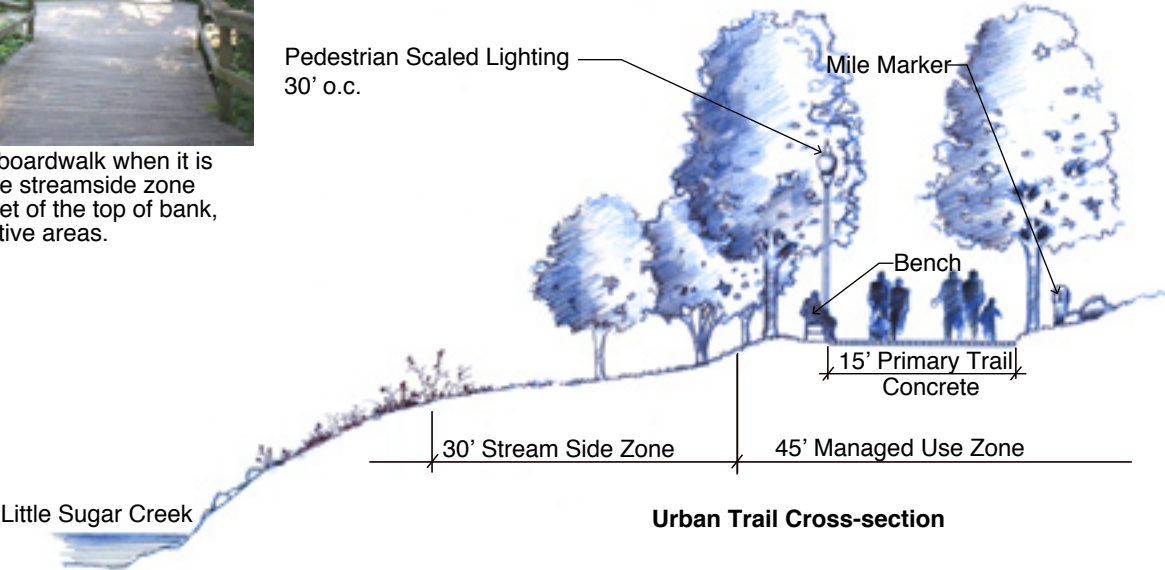 Pedestrian Scaled Lighting
30’ o.c.
Mile Marker
boardwalk when it is
e streamside zone
et of the top of bank,
tive areas.
Bench
15’ Primary Trail
Concrete
30’ Stream Side Zone
45’ Managed Use Zone
Little Sugar Creek
Urban Trail Cross-section